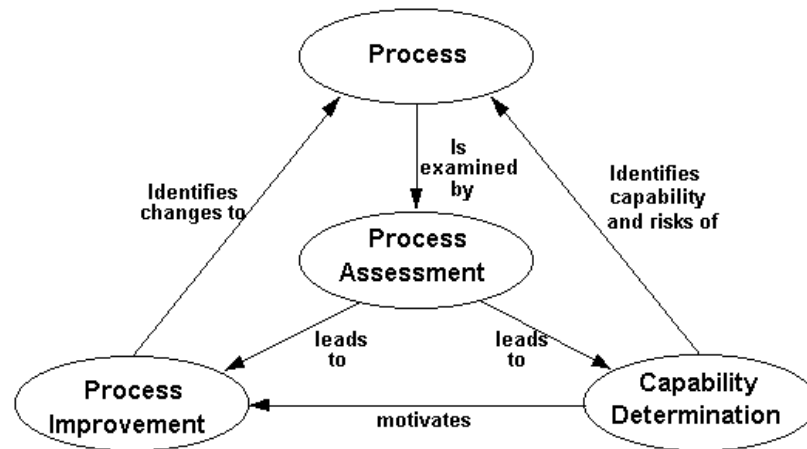 Process
Is
examined
by
Identifies
changes to
Identifies
capability
and risks of
Process
Assessment
leads
to
leads
to
Process
Improvement
motivates
Capability
Determination